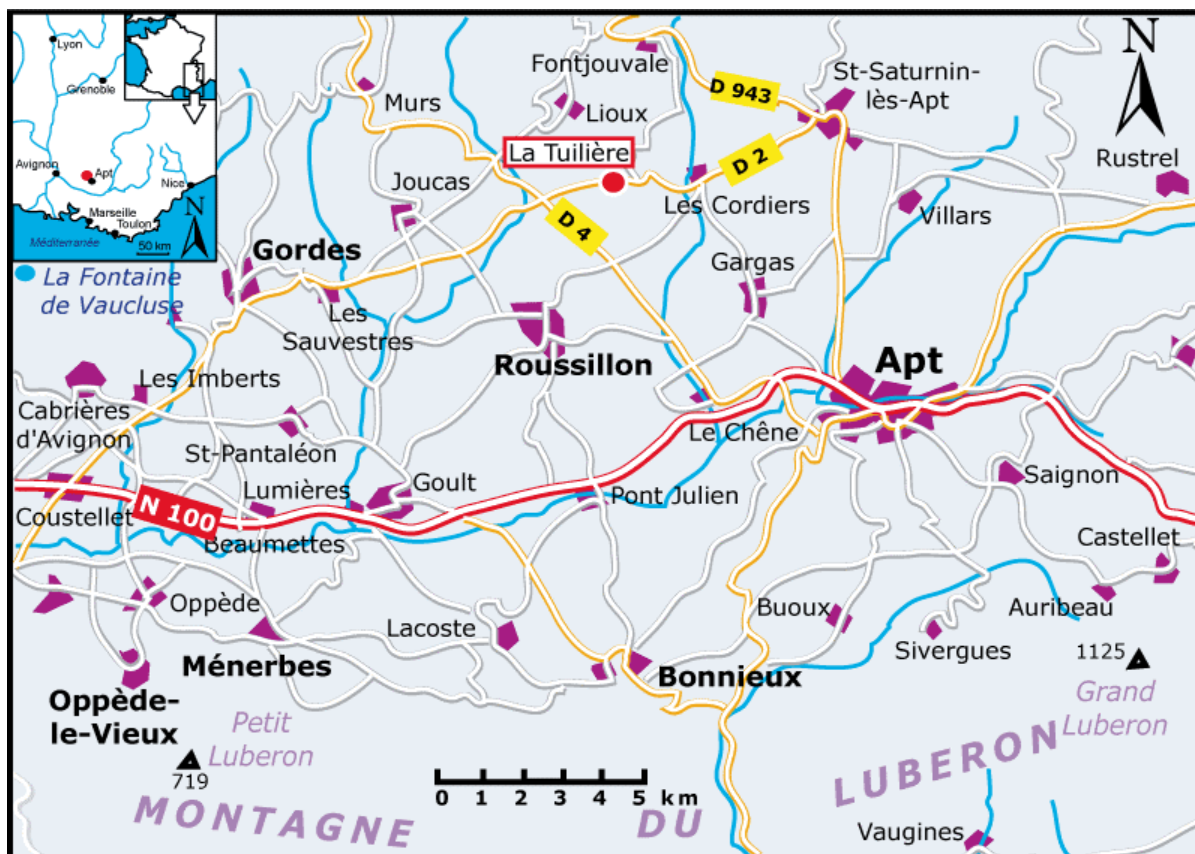 Lyon
Grenoble
Avignon
Apt
Nice
Marseille
Toulon
Méditerranée
50 km
N
N
Fontjouvale
D 943
St-Saturnin-
lès-Apt
Murs
Lioux
La Tuilière
D 2
Rustrel
Joucas
Les Cordiers
Villars
D 4
Gordes
Gargas
La Fontaine
de Vaucluse
Les
Sauvestres
Roussillon
Apt
Les Imberts
Cabrières
d'Avignon
St-Pantaléon
Le Chêne
Goult
Saignon
Lumières
Pont Julien
Coustellet
N 100
Beaumettes
Castellet
Oppède
Lacoste
Buoux
Auribeau
Sivergues
1125
Ménerbes
Bonnieux
Grand
Luberon
Oppède-
le-Vieux
Petit
Luberon
719
0 1 2 3 4 5 km
MONTAGNE DU LUBERON
Vaugines